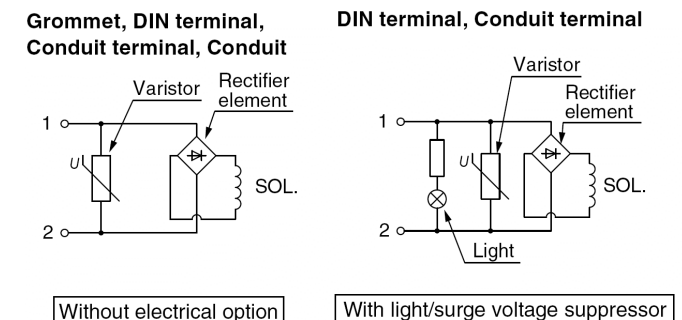 Grommet, DIN terminal,
Conduit terminal, Conduit
Varistor
Rectifier
element
1
U
SOL.
2
Without electrical option
DIN terminal, Conduit terminal
Varistor
Rectifier
element
1
U
SOL.
2
Light
With light/surge voltage suppressor